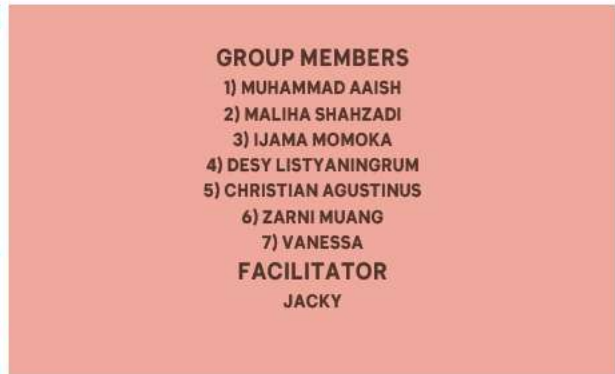 GROUP MEMBERS
1) MUHAMMAD AAISH
2) MALIHA SHAHZADI
3) IJAMA MOMOKA
4) DESY LISTYANINGRUM
5) CHRISTIAN AGUSTINUS
6) ZARNI MUANG
7) VANESSA
FACILITATOR
JACKY